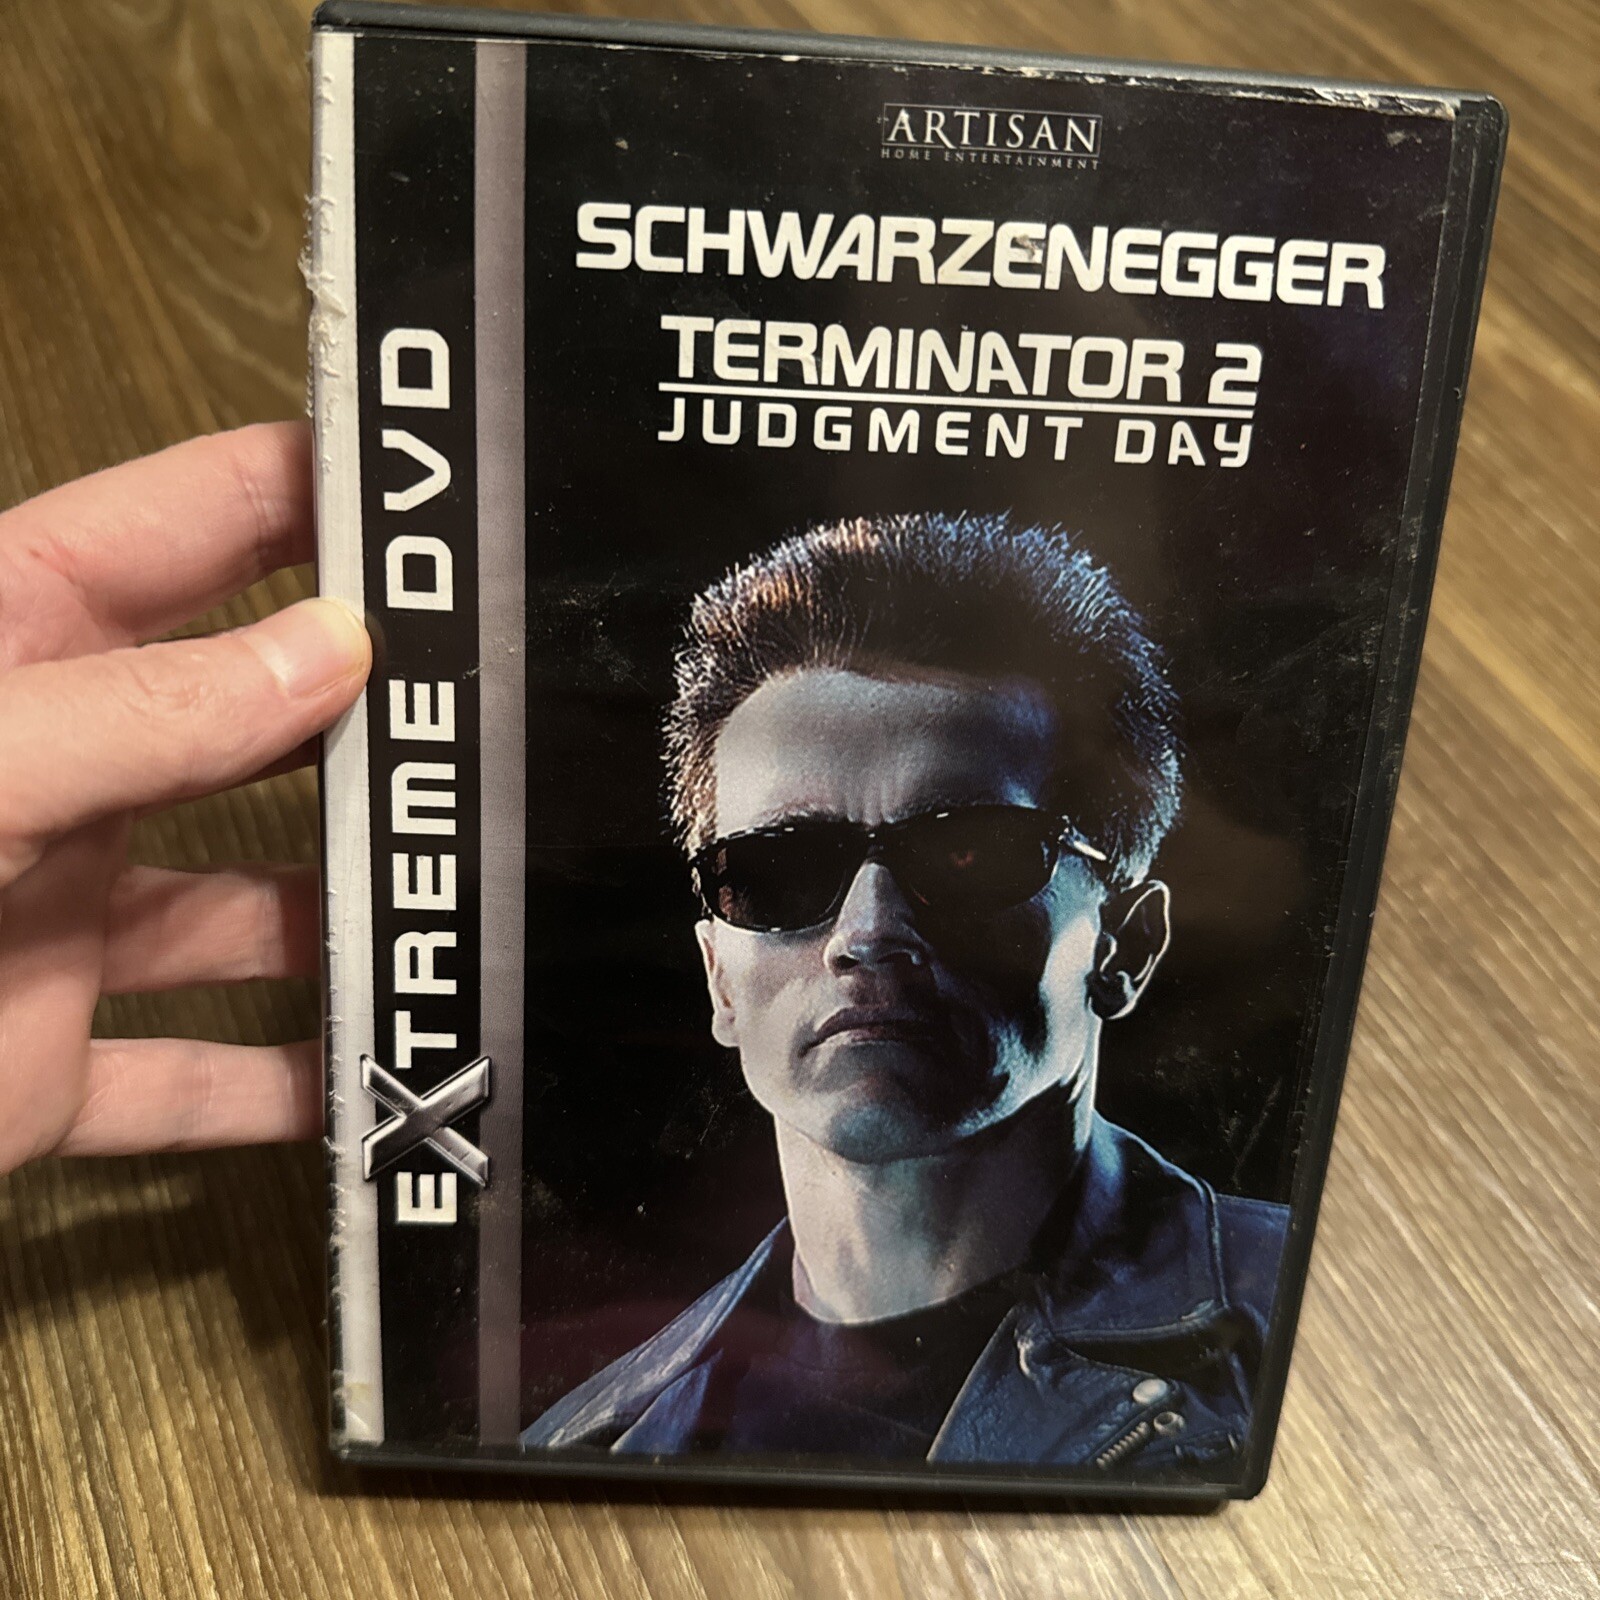 ARTISAN
HOME ENTERTAINMENT
SCHWARZENEGGER
TERMINATOR 2
JUDGMENT DAY
EXTREME DVD